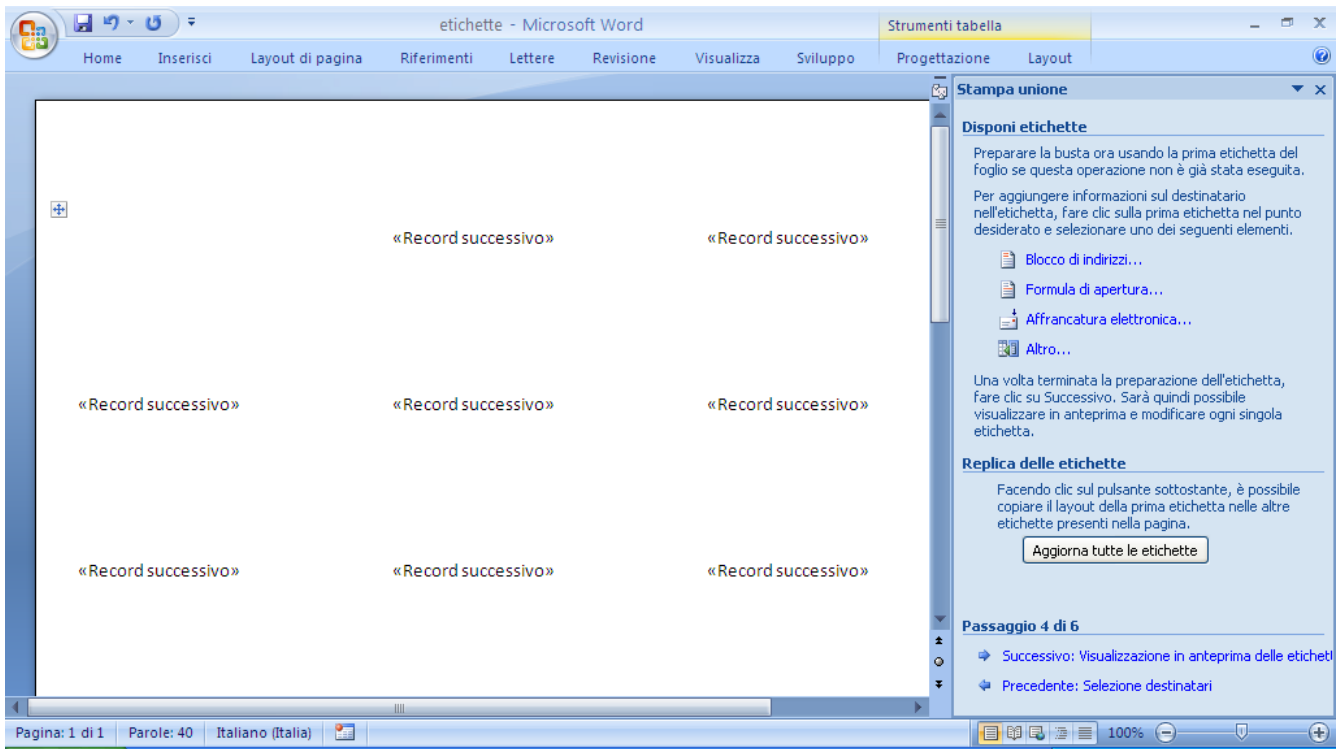 etichette - Microsoft Word
Strumenti tabella
Home Inserisci Layout di pagina Riferimenti Lettere Revisione Visualizza Sviluppo Progettazione Layout
«Record successivo» «Record successivo»
«Record successivo» «Record successivo» «Record successivo»
«Record successivo» «Record successivo» «Record successivo»
Stampa unione
Disponi etichette
Preparare la busta ora usando la prima etichetta del
foglio se questa operazione non è già stata eseguita.
Per aggiungere informazioni sul destinatario
nell'etichetta, fare clic sulla prima etichetta nel punto
desiderato e selezionare uno dei seguenti elementi.
Blocco di indirizzi...
Formula di apertura...
Affrancatura elettronica...
Altro...
Una volta terminata la preparazione dell'etichetta,
fare clic su Successivo. Sarà quindi possibile
visualizzare in anteprima e modificare ogni singola
etichetta.
Replica delle etichette
Facendo clic sul pulsante sottostante, è possibile
copiare il layout della prima etichetta nelle altre
etichette presenti nella pagina.
Aggiorna tutte le etichette
Passaggio 4 di 6
Successivo: Visualizzazione in anteprima delle etichett
Precedente: Selezione destinatari
Pagina: 1 di 1 Parole: 40 Italiano (Italia) 100%